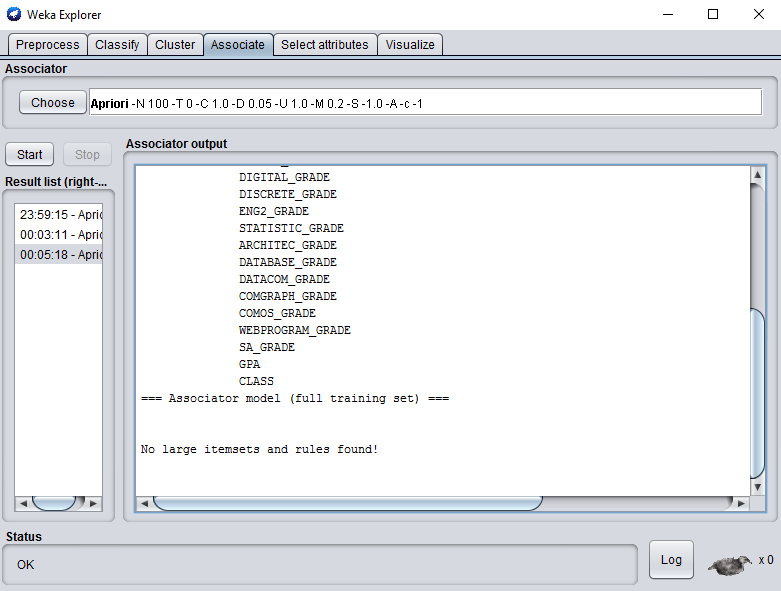 Weka Explorer
Preprocess Classify Cluster Associate Select attributes Visualize
Associator
Choose Apriori -N 100 -T 0 -C 1.0 -D 0.05 -U 1.0 -M 0.2 -S -1.0 -A -c -1
Start Stop
Associator output
Result list (right-...
23:59:15 - Aprio
00:03:11 - Aprio
00:05:18 - Aprio
DIGITAL_GRADE
DISCRETE_GRADE
ENG2_GRADE
STATISTIC_GRADE
ARCHITEC_GRADE
DATABASE_GRADE
DATACOM_GRADE
COMGRAPH_GRADE
COMOS_GRADE
WEBPROGRAM_GRADE
SA_GRADE
GPA
CLASS
=== Associator model (full training set) ===
No large itemsets and rules found!
Status
OK
Log
x 0